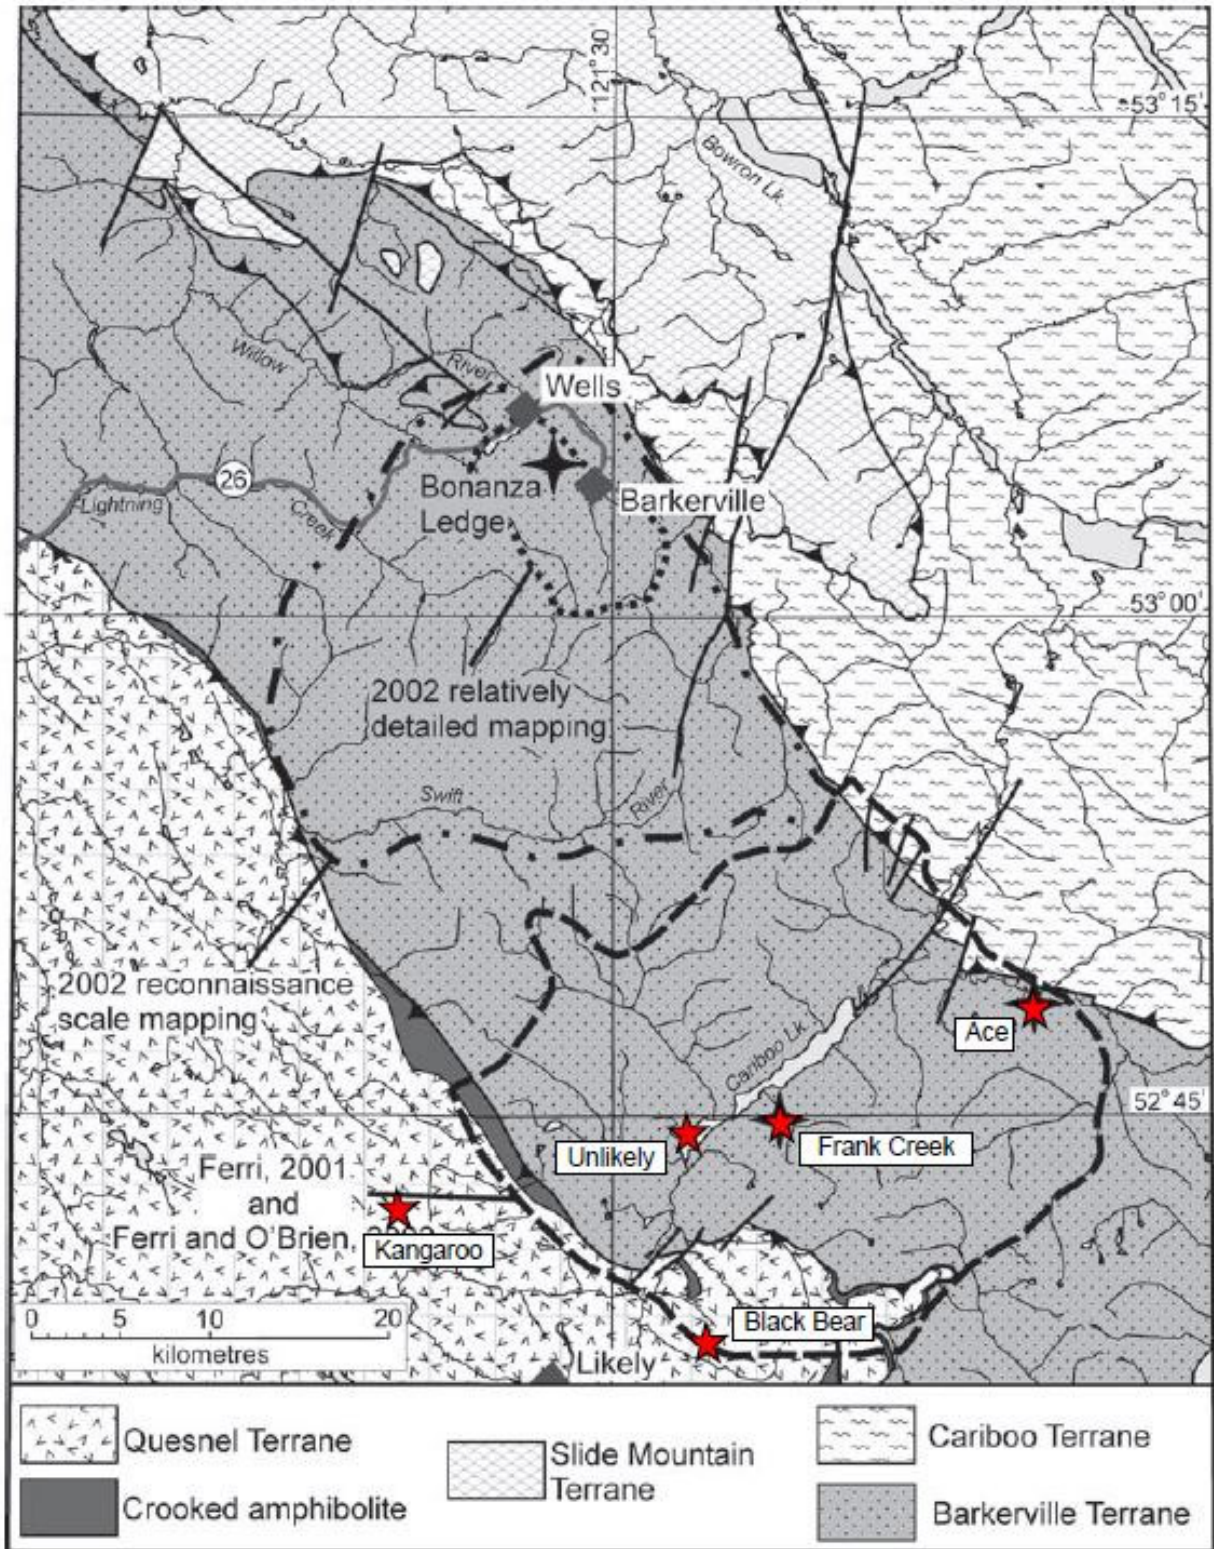 121°30'
53°15'
Bowron Lk.
Willow
River
Wells
26
Lightning
Creek
Bonanza
Ledge
Barkerville
53°00'
2002 relatively
detailed mapping
Swift
River
2002 reconnaissance
scale mapping
Ace
Cariboo Lk
52°45'
Unlikely
Frank Creek
Ferri, 2001
and
Ferri and O'Brien,
Kangaroo
Black Bear
Likely
0 5 10 20
kilometres
Quesnel Terrane
Crooked amphibolite
Slide Mountain
Terrane
Cariboo Terrane
Barkerville Terrane